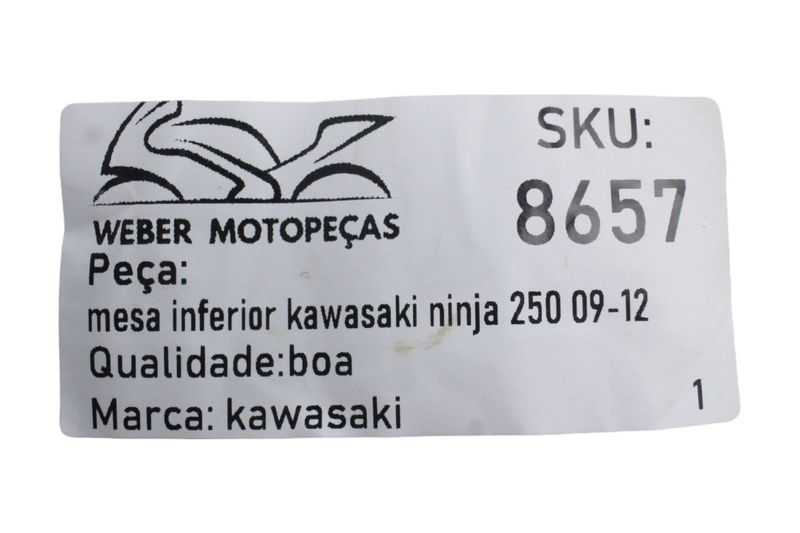 WEBER MOTOPEÇAS
SKU:
8657
Peça:
mesa inferior kawasaki ninja 250 09-12
Qualidade:boa
Marca: kawasaki
1